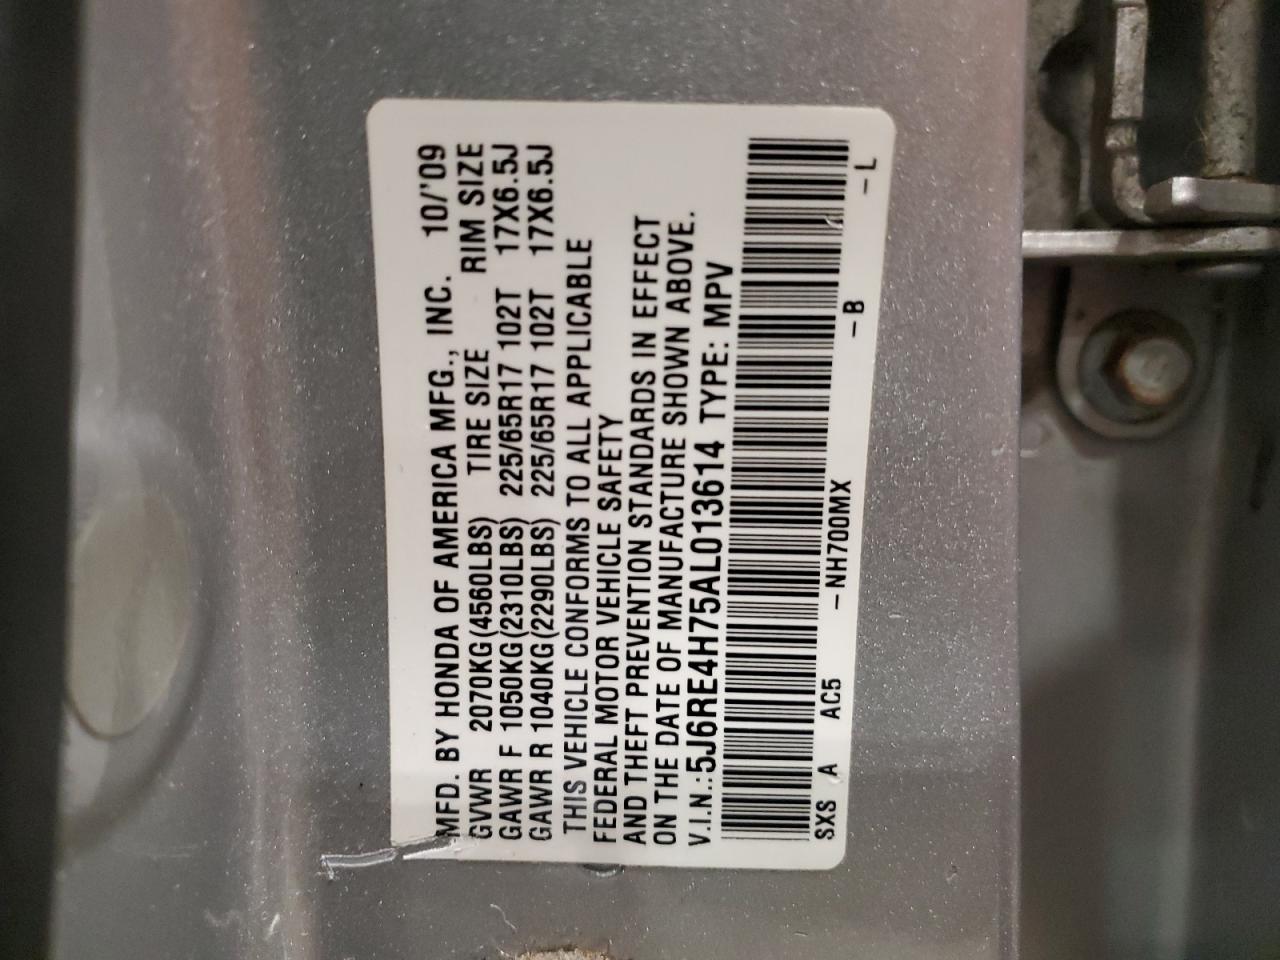 MFD. BY HONDA OF AMERICA MFG., INC. 10/'09
GVWR 2070KG(4560LBS) TIRE SIZE RIM SIZE
GAWR F 1050KG(2310LBS) 225/65R17 102T 17X6.5J
GAWR R 1040KG(2290LBS) 225/65R17 102T 17X6.5J
THIS VEHICLE CONFORMS TO ALL APPLICABLE
FEDERAL MOTOR VEHICLE SAFETY
AND THEFT PREVENTION STANDARDS IN EFFECT
ON THE DATE OF MANUFACTURE SHOWN ABOVE.
V.I.N.:5J6RE4H75AL013614 TYPE: MPV
SXS A AC5 –NH700MX –B –L